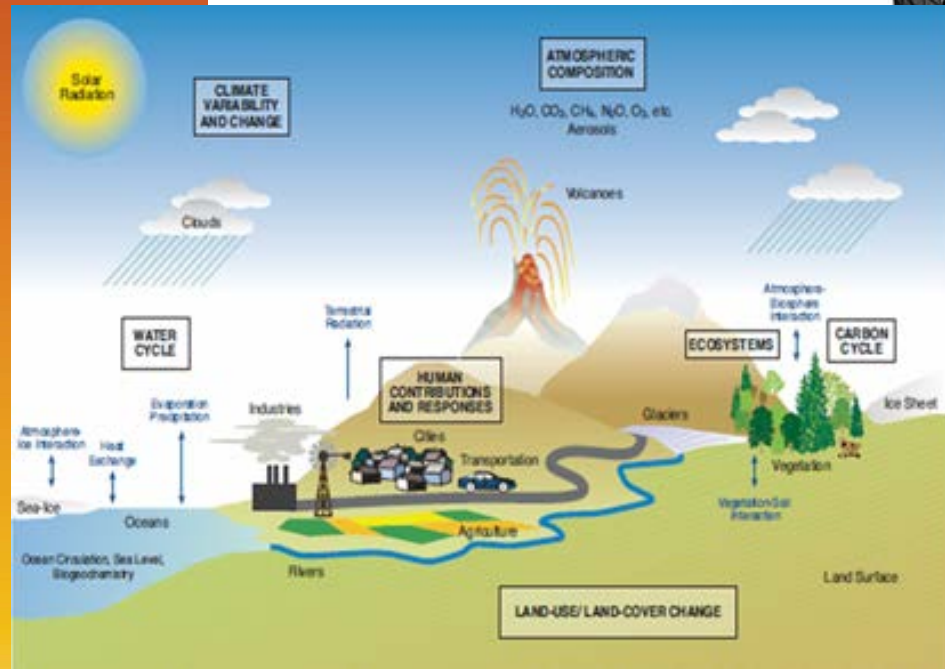 Solar
Radiation
CLIMATE
VARIABILITY
AND CHANGE
ATMOSPHERIC
COMPOSITION
H₂O, CO₂, CH₄, N₂O, O₃, etc.
Aerosols
Volcanoes
Clouds
Atmosphere-
Biosphere
Interaction
Terrestrial
Radiation
WATER
CYCLE
ECOSYSTEMS
CARBON
CYCLE
HUMAN
CONTRIBUTIONS
AND RESPONSES
Evaporation
Precipitation
Industries
Glaciers
Ice Sheet
Atmosphere-
Ice Interaction
Heat
Exchange
Cities
Transportation
Vegetation
Sea-Ice
Oceans
Agriculture
Vegetation-Soil
Interaction
Ocean Circulation, Sea Level,
Biogeochemistry
Rivers
Land Surface
LAND-USE/ LAND-COVER CHANGE